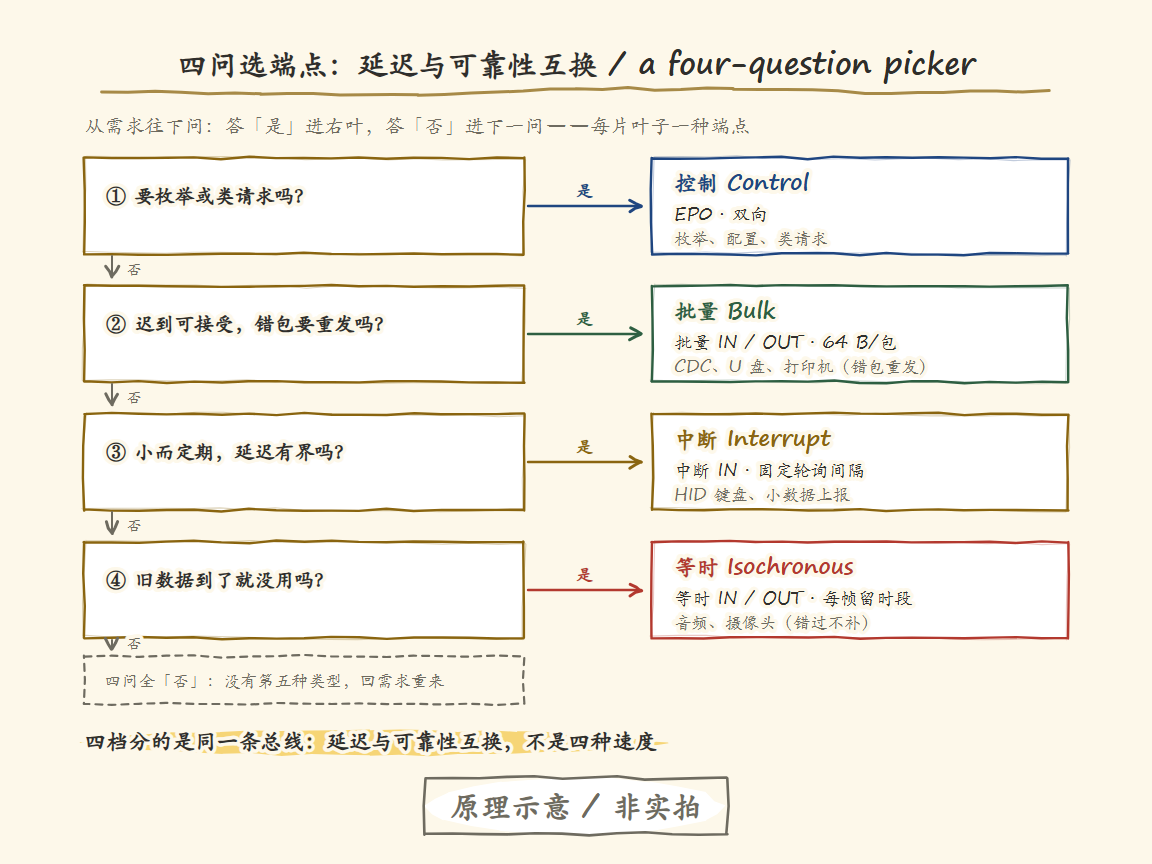 四问选端点：延迟与可靠性互换 / a four-question picker
从需求往下问：答「是」进右叶，答「否」进下一问——每片叶子一种端点
① 要枚举或类请求吗？
是
控制 Control
EP0 · 双向
枚举、配置、类请求
否
② 迟到可接受，错包要重发吗？
是
批量 Bulk
批量 IN / OUT · 64 B/包
CDC、U 盘、打印机（错包重发）
否
③ 小而定期，延迟有界吗？
是
中断 Interrupt
中断 IN · 固定轮询间隔
HID 键盘、小数据上报
否
④ 旧数据到了就没用吗？
是
等时 Isochronous
等时 IN / OUT · 每帧留时段
音频、摄像头（错过不补）
否
四问全「否」：没有第五种类型，回需求重来
四档分的是同一条总线：延迟与可靠性互换，不是四种速度
原理示意 / 非实拍